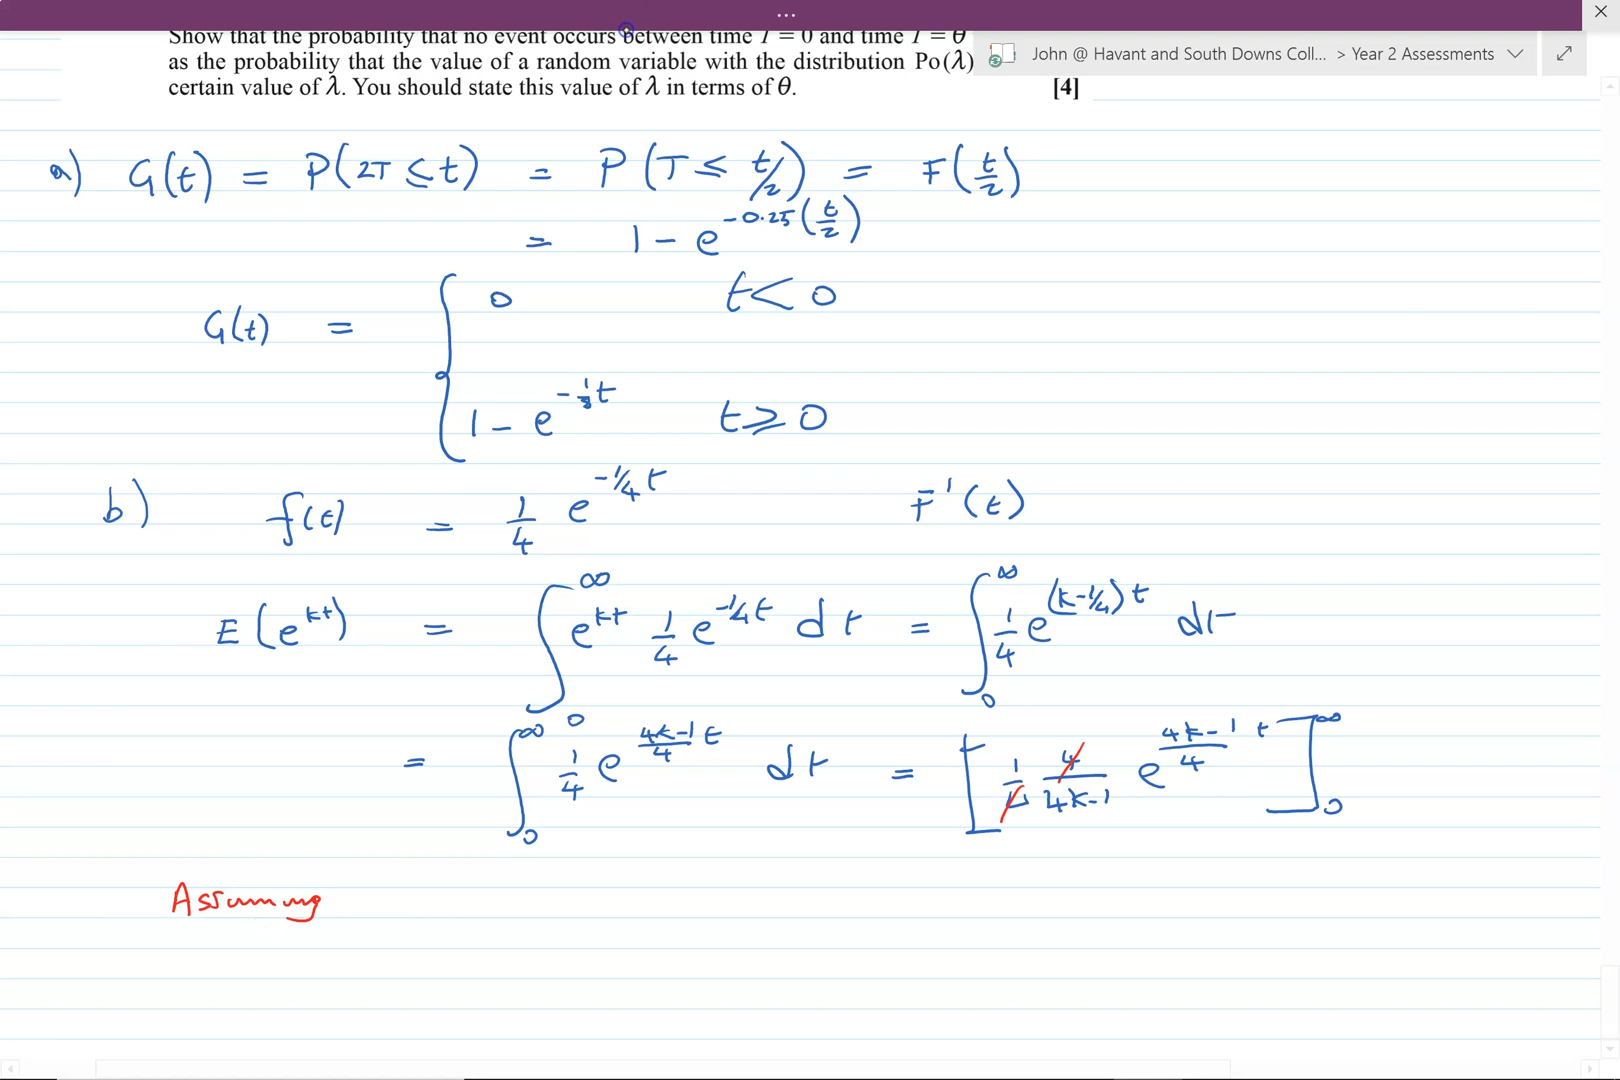 ...
Show that the probability that no event occurs between time T = 0 and time T = θ
John @ Havant and South Downs Coll... > Year 2 Assessments
as the probability that the value of a random variable with the distribution Po(λ)
certain value of λ. You should state this value of λ in terms of θ. [4]
a) G(t) = P(2T ≤ t) = P(T ≤ t/2) = F(t/2)
= 1 - e^{-0.25(t/2)}
G(t) = { 0 t < 0
1 - e^{-1/8 t} t ≥ 0
b) f(t) = 1/4 e^{-1/4 t} F'(t)
E(e^{kt}) = ∫_0^∞ e^{kt} 1/4 e^{-1/4 t} dt = ∫_0^∞ 1/4 e^{(k-1/4)t} dt
= ∫_0^∞ 1/4 e^{4k-1/4 t} dt = [1/4 4/4k-1 e^{4k-1/4 t}]_0^∞
Assuming